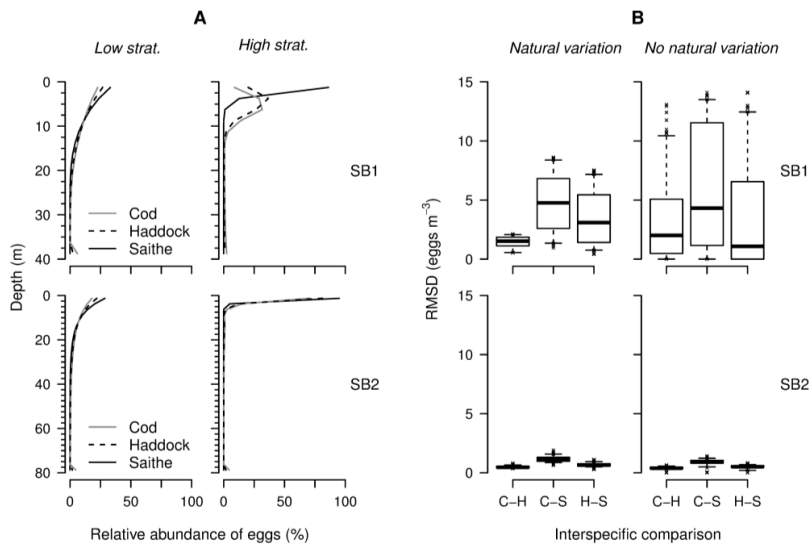 A
B
Low strat.
High strat.
Natural variation
No natural variation
0
10
20
30
40
Cod
Haddock
Saithe
SB1
15
10
5
0
SB1
Depth (m)
RMSD (eggs m⁻³)
0
20
40
60
80
Cod
Haddock
Saithe
SB2
15
10
5
0
SB2
0 50 100
0 50 100
C−H C−S H−S
C−H C−S H−S
Relative abundance of eggs (%)
Interspecific comparison